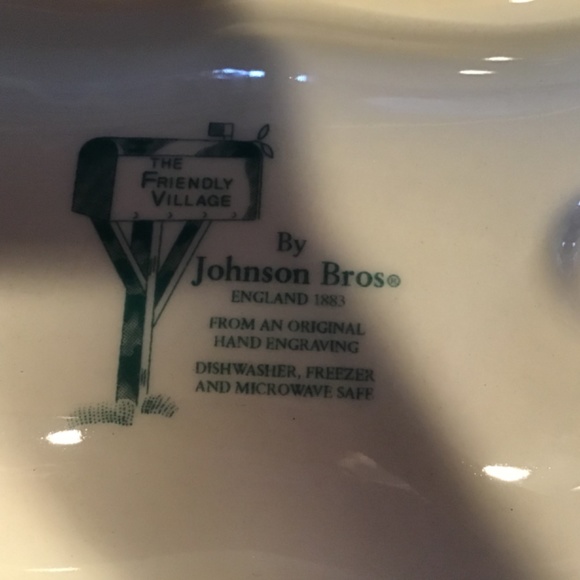 THE
FRIENDLY
VILLAGE
By
Johnson Bros®
ENGLAND 1883
FROM AN ORIGINAL
HAND ENGRAVING
DISHWASHER, FREEZER
AND MICROWAVE SAFE